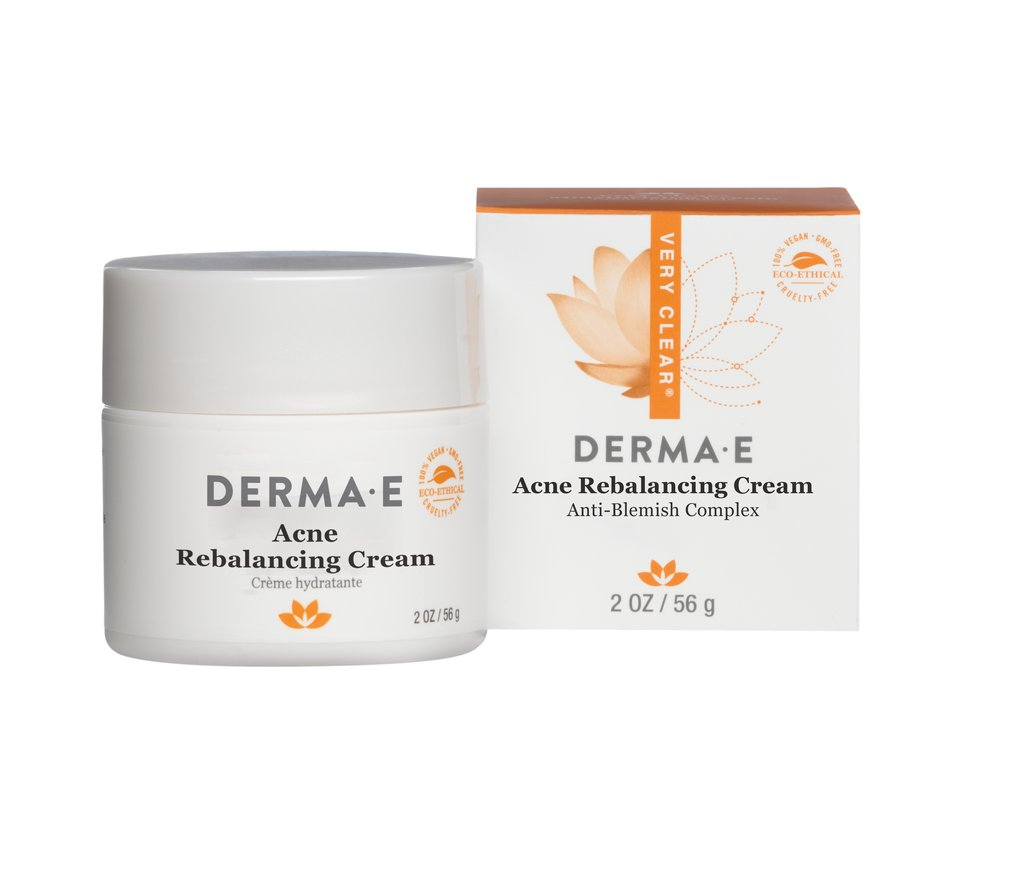 DERMA·E
100% VEGAN · GMO-FREE
ECO-ETHICAL
CRUELTY-FREE
Acne
Rebalancing Cream
Crème hydratante
2 OZ / 56 g
VERY CLEAR®
100% VEGAN · GMO-FREE
ECO-ETHICAL
CRUELTY-FREE
DERMA·E
Acne Rebalancing Cream
Anti-Blemish Complex
2 OZ / 56 g